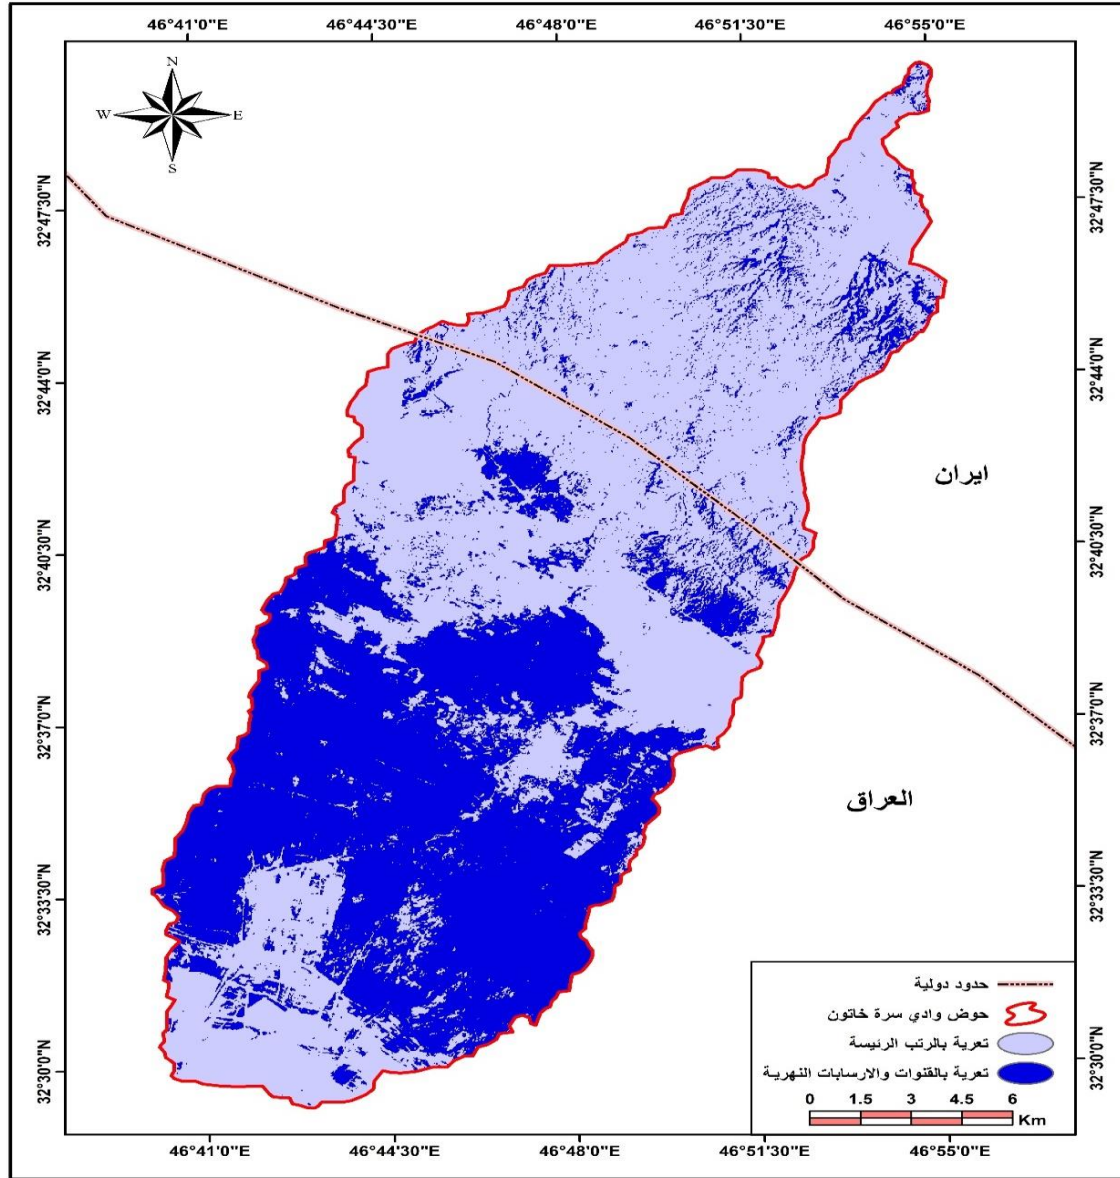 46°41'0"E 46°44'30"E 46°48'0"E 46°51'30"E 46°55'0"E
N
W E
S
32°47'30"N 32°47'30"N
32°44'0"N 32°44'0"N
ايران
32°40'30"N 32°40'30"N
32°37'0"N 32°37'0"N
العراق
32°33'30"N 32°33'30"N
حدود دولية
حوض وادي سرة خاتون
تعرية بالرتب الرئيسة
تعرية بالقنوات والارسابات النهرية
32°30'0"N 32°30'0"N
0 1.5 3 4.5 6
Km
46°41'0"E 46°44'30"E 46°48'0"E 46°51'30"E 46°55'0"E